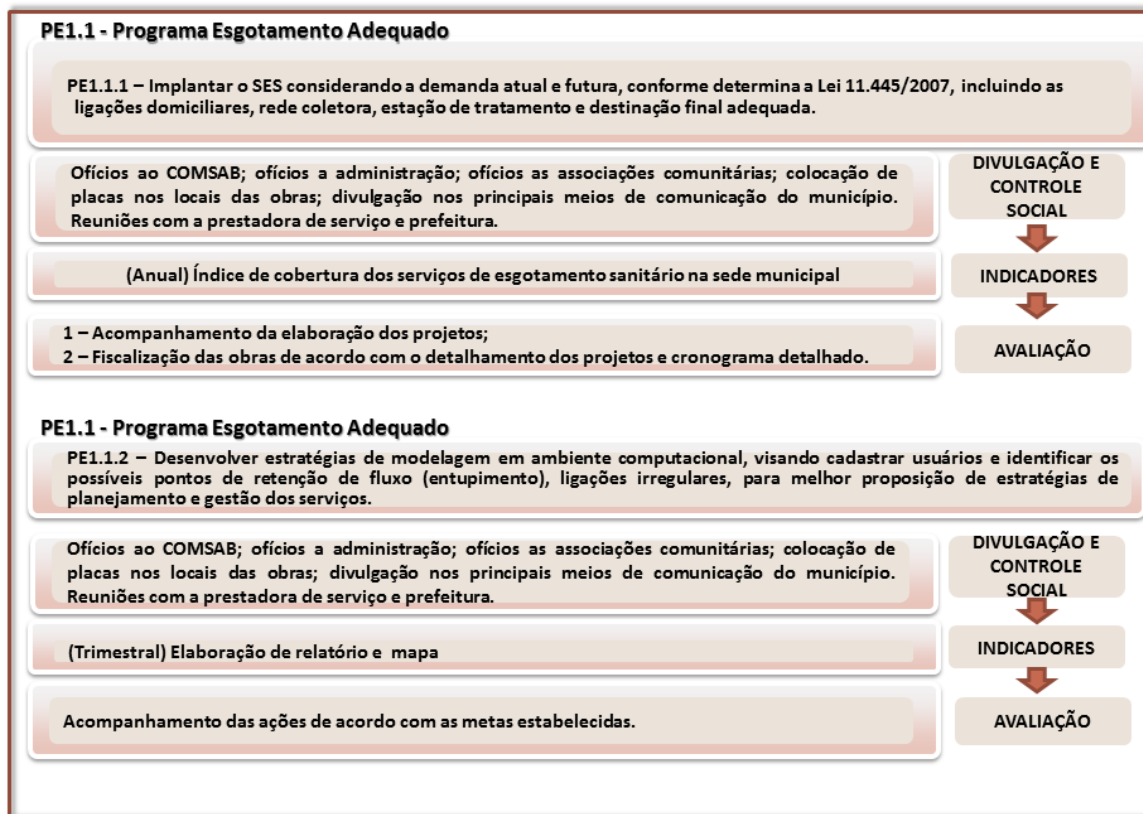 PE1.1 - Programa Esgotamento Adequado
PE1.1.1 – Implantar o SES considerando a demanda atual e futura, conforme determina a Lei 11.445/2007, incluindo as
ligações domiciliares, rede coletora, estação de tratamento e destinação final adequada.
Ofícios ao COMSAB; ofícios a administração; ofícios as associações comunitárias; colocação de
placas nos locais das obras; divulgação nos principais meios de comunicação do município.
Reuniões com a prestadora de serviço e prefeitura.
DIVULGAÇÃO E
CONTROLE
SOCIAL
(Anual) Índice de cobertura dos serviços de esgotamento sanitário na sede municipal
INDICADORES
1 – Acompanhamento da elaboração dos projetos;
2 – Fiscalização das obras de acordo com o detalhamento dos projetos e cronograma detalhado.
AVALIAÇÃO
PE1.1 - Programa Esgotamento Adequado
PE1.1.2 – Desenvolver estratégias de modelagem em ambiente computacional, visando cadastrar usuários e identificar os
possíveis pontos de retenção de fluxo (entupimento), ligações irregulares, para melhor proposição de estratégias de
planejamento e gestão dos serviços.
Ofícios ao COMSAB; ofícios a administração; ofícios as associações comunitárias; colocação de
placas nos locais das obras; divulgação nos principais meios de comunicação do município.
Reuniões com a prestadora de serviço e prefeitura.
DIVULGAÇÃO E
CONTROLE
SOCIAL
(Trimestral) Elaboração de relatório e mapa
INDICADORES
Acompanhamento das ações de acordo com as metas estabelecidas.
AVALIAÇÃO